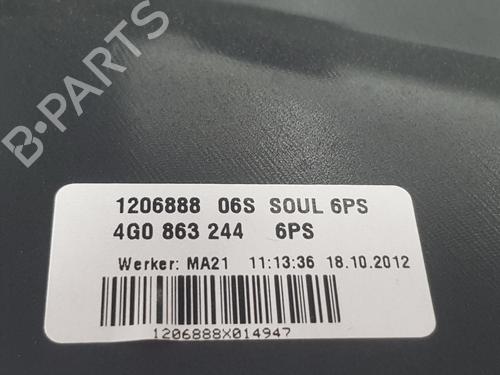 B-PARTS
1206888 06S SOUL 6PS
4G0 863 244 6PS
Werker: MA21 11:13:36 18.10.2012
1206888X014947